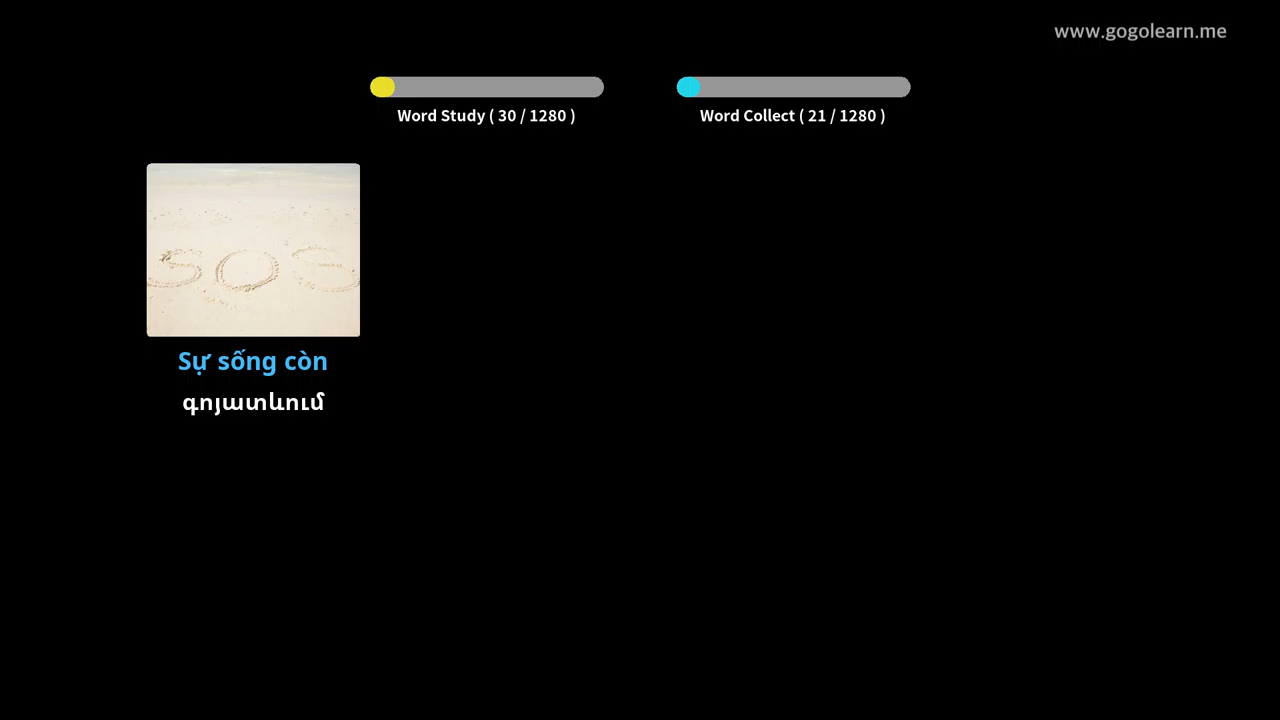 www.gogolearn.me
Word Study ( 30 / 1280 )
Word Collect ( 21 / 1280 )
SOS
Sự sống còn
գոյատևում